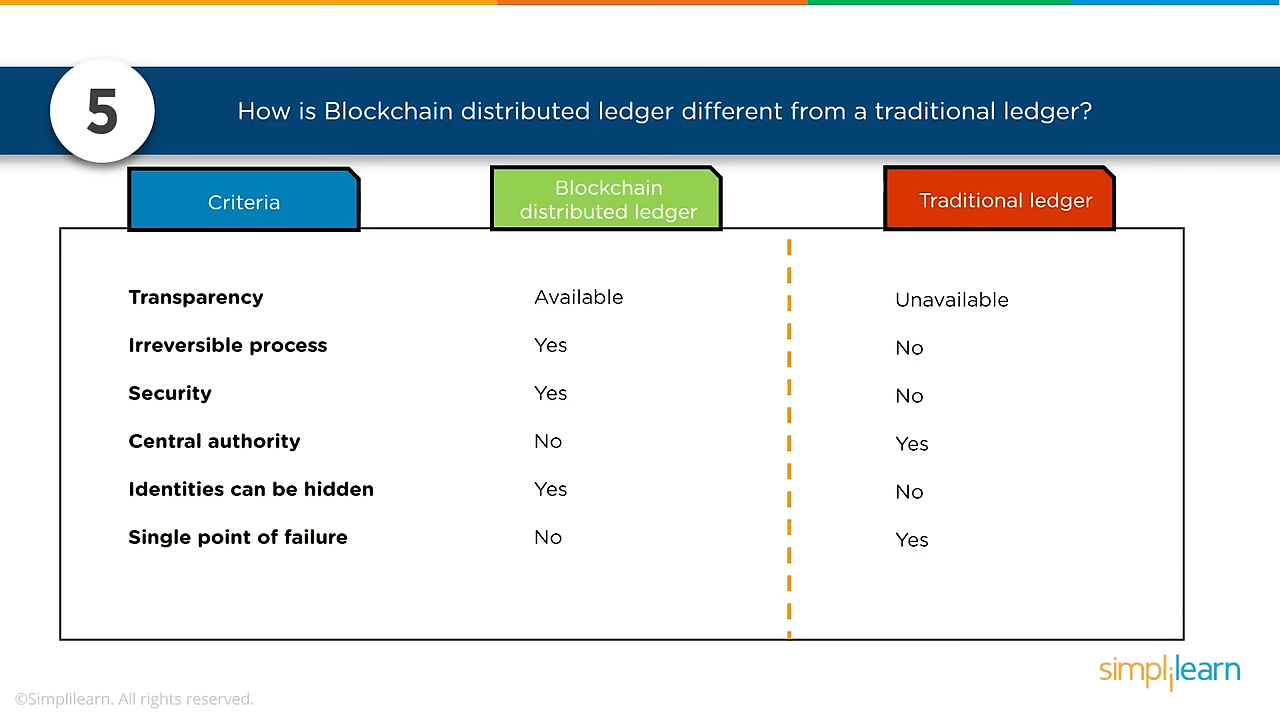 5
How is Blockchain distributed ledger different from a traditional ledger?
Criteria
Blockchain
distributed ledger
Traditional ledger
Transparency Available Unavailable
Irreversible process Yes No
Security Yes No
Central authority No Yes
Identities can be hidden Yes No
Single point of failure No Yes
simplilearn
©Simplilearn. All rights reserved.